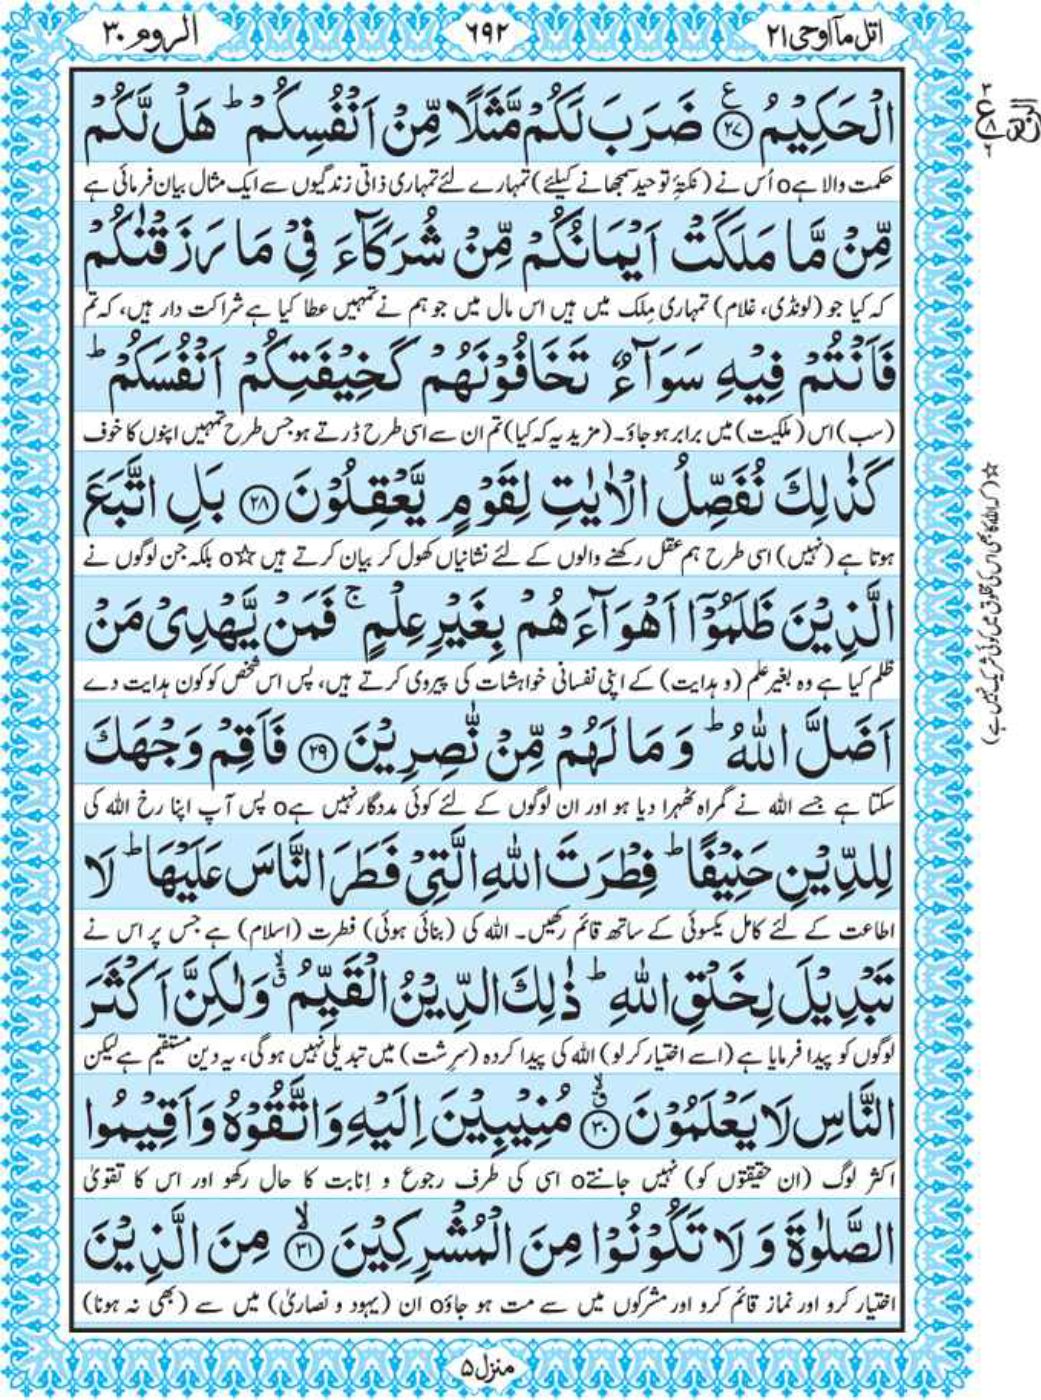 اتل ما اوحی ۲۱
۶۹۲
الروم ۳۰
الْحَكِیْمُ ﴿۲۷﴾ ع ضَرَبَ لَكُمْ مَّثَلًا مِّنْ اَنْفُسِكُمْ ؕ هَلْ لَّكُمْ
حکمت والا ہےo اُس نے (نکتۂ توحید سمجھانے کیلئے) تمہارے لئے تمہاری ذاتی زندگیوں سے ایک مثال بیان فرمائی ہے
مِّنْ مَّا مَلَكَتْ اَیْمَانُكُمْ مِّنْ شُرَكَآءَ فِیْ مَا رَزَقْنٰكُمْ
کہ کیا جو (لونڈی، غلام) تمہاری مِلک میں ہیں اس مال میں جو ہم نے تمہیں عطا کیا ہے شراکت دار ہیں، کہ تم
فَاَنْتُمْ فِیْهِ سَوَآءٌ تَخَافُوْنَهُمْ كَخِیْفَتِكُمْ اَنْفُسَكُمْ ؕ
(سب) اس (ملکیت) میں برابر ہو جاؤ۔ (مزید یہ کہ کیا) تم ان سے اسی طرح ڈرتے ہو جس طرح تمہیں اپنوں کا خوف
كَذٰلِكَ نُفَصِّلُ الْاٰیٰتِ لِقَوْمٍ یَّعْقِلُوْنَ ﴿۲۸﴾ بَلِ اتَّبَعَ
ہوتا ہے (نہیں) اسی طرح ہم عقل رکھنے والوں کے لئے نشانیاں کھول کر بیان کرتے ہیں ☆o بلکہ جن لوگوں نے
الَّذِیْنَ ظَلَمُوْۤا اَهْوَآءَهُمْ بِغَیْرِ عِلْمٍ ۚ فَمَنْ یَّهْدِیْ مَنْ
ظلم کیا ہے وہ بغیر علم (و ہدایت) کے اپنی نفسانی خواہشات کی پیروی کرتے ہیں، پس اس شخص کو کون ہدایت دے
اَضَلَّ اللّٰهُ ؕ وَ مَا لَهُمْ مِّنْ نّٰصِرِیْنَ ﴿۲۹﴾ فَاَقِمْ وَجْهَكَ
سکتا ہے جسے اللہ نے گمراہ ٹھہرا دیا ہو اور ان لوگوں کے لئے کوئی مددگار نہیں ہےo پس آپ اپنا رخ اللہ کی
لِلدِّیْنِ حَنِیْفًا ؕ فِطْرَتَ اللّٰهِ الَّتِیْ فَطَرَ النَّاسَ عَلَیْهَا ؕ لَا
اطاعت کے لئے کامل یکسوئی کے ساتھ قائم رکھیں۔ اللہ کی (بنائی ہوئی) فطرت (اسلام) ہے جس پر اس نے
تَبْدِیْلَ لِخَلْقِ اللّٰهِ ؕ ذٰلِكَ الدِّیْنُ الْقَیِّمُ ۙۗ وَلٰكِنَّ اَكْثَرَ
لوگوں کو پیدا فرمایا ہے (اسے اختیار کر لو) اللہ کی پیدا کردہ (سرشت) میں تبدیلی نہیں ہوگی، یہ دین مستقیم ہے لیکن
النَّاسِ لَا یَعْلَمُوْنَ ﴿۳۰﴾ ۗۙ مُنِیْبِیْنَ اِلَیْهِ وَاتَّقُوْهُ وَاَقِیْمُوا
اکثر لوگ (ان حقیقتوں کو) نہیں جانتےo اسی کی طرف رجوع و اِنابت کا حال رکھو اور اس کا تقویٰ
الصَّلٰوةَ وَ لَا تَكُوْنُوْا مِنَ الْمُشْرِكِیْنَ ﴿۳۱﴾ ۙ مِنَ الَّذِیْنَ
اختیار کرو اور نماز قائم کرو اور مشرکوں میں سے مت ہو جاؤo ان (یہود و نصاریٰ) میں سے (بھی نہ ہونا)
۳
ع
۸
☆ (کہ اللہ کا بھی اس کی مخلوق میں کوئی شریک نہیں ہے)
منزل ۵